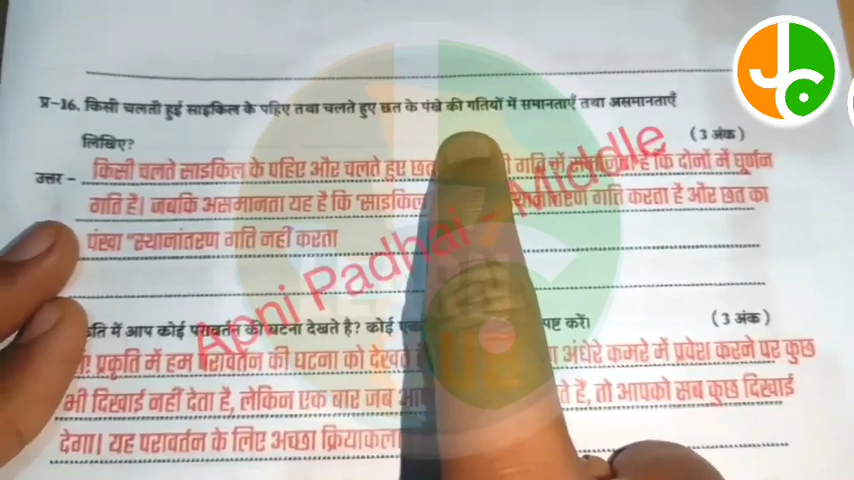 प्र-16. किसी चलती हुई साइकिल के पहिए तथा चलते हुए छत के पंखे की गतियों में समानताएँ तथा असमानताएँ
लिखिए? (3 अंक)
उत्तर - किसी चलते साइकिल के पहिए और चलते हुए छत गति में है कि दोनों में घूर्णन
गति है। जबकि असमानता यह है कि 'साइकिल गति करता है और छत का
पंखा "स्थानांतरण गति नहीं करता
में आप कोई परावर्तन की घटना देखते है? कोई करें। (3 अंक)
प्रकृति में हम परावर्तन की घटना को अंधेरे कमरे में प्रवेश करने पर कुछ
भी दिखाई नहीं देता है, लेकिन एक बार जब हैं, तो आपको सब कुछ दिखाई
देगा। यह परावर्तन के लिए अच्छा
Apni Padhai - Middle